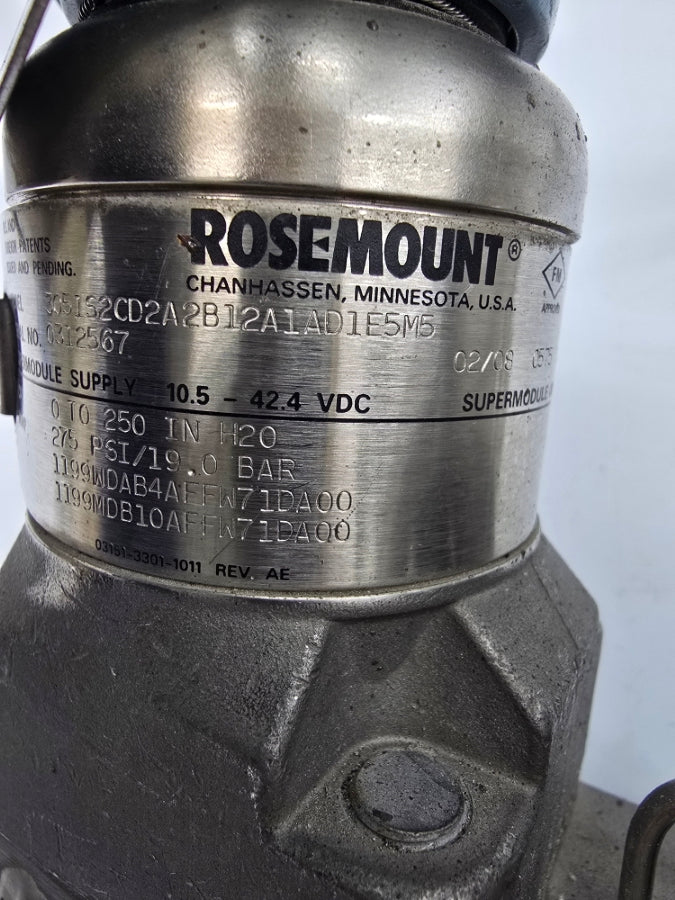 PATENTS
AND PENDING.
ROSEMOUNT®
CHANHASSEN, MINNESOTA, U.S.A.
FM
3051S2CD2A2B12A1AD1E5M5
NO. 0312567
02/08
MODULE SUPPLY 10.5 – 42.4 VDC
SUPERMODULE
0 TO 250 IN H2O
275 PSI/19.0 BAR
1199WDAB4AFFW71DA00
1199MDB10AFFW71DA00
03151-3301-1011 REV. AE